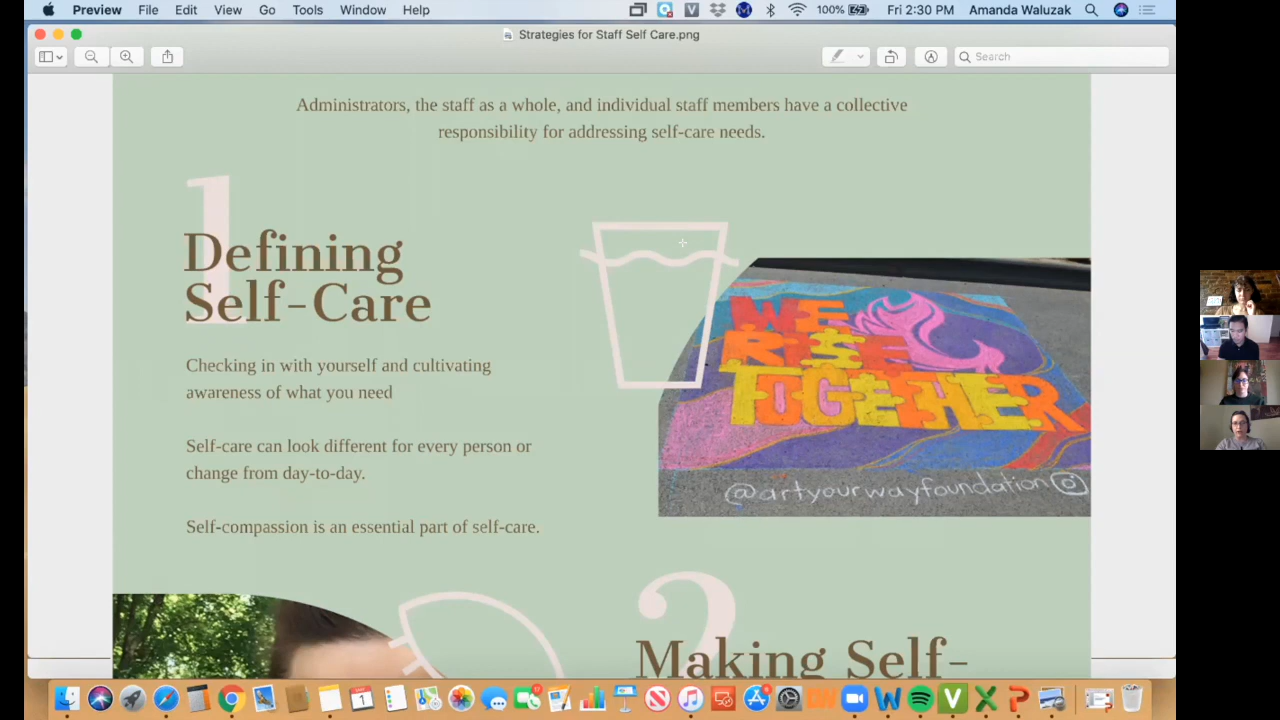 Preview File Edit View Go Tools Window Help 100% Fri 2:30 PM Amanda Waluzak
Strategies for Staff Self Care.png
Search
Administrators, the staff as a whole, and individual staff members have a collective
responsibility for addressing self-care needs.
1
Defining
Self-Care
Checking in with yourself and cultivating
awareness of what you need
Self-care can look different for every person or
change from day-to-day.
Self-compassion is an essential part of self-care.
WE
RISE
TOGETHER
@artyourwayfoundation
2
Making Self-